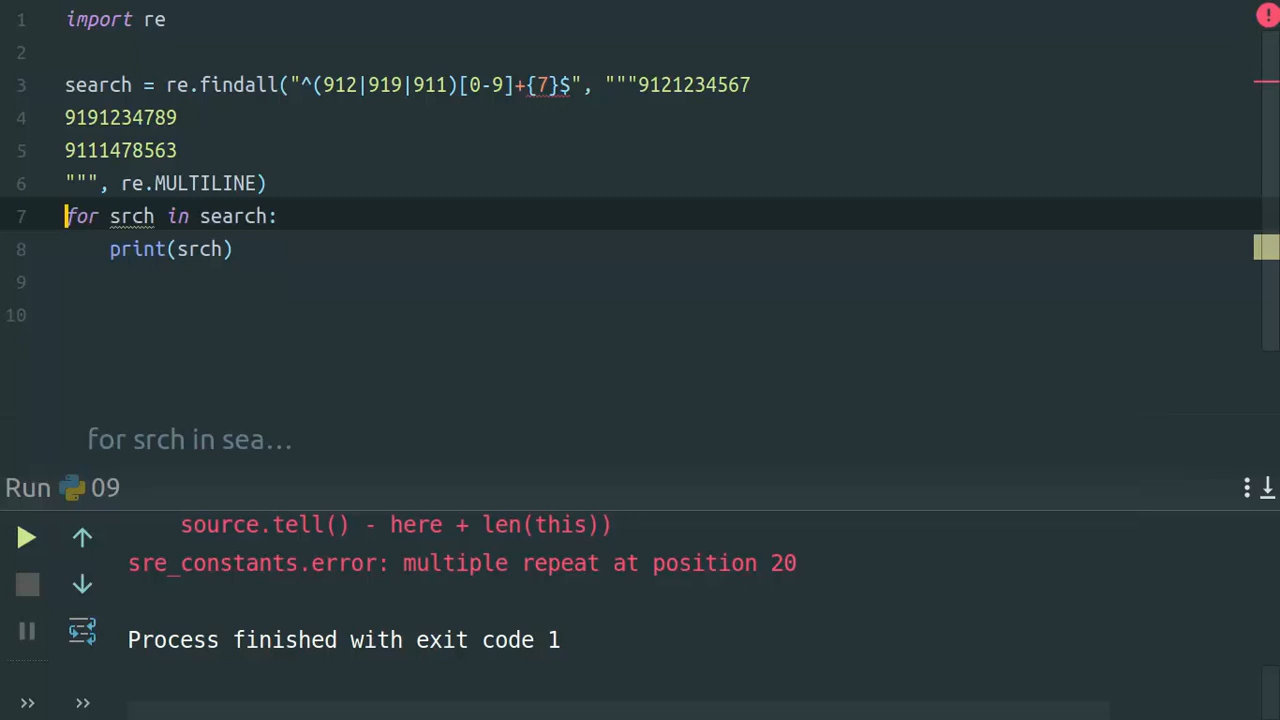 1 import re
2
3 search = re.findall("^(912|919|911)[0-9]+{7}$", """9121234567
4 9191234789
5 9111478563
6 """, re.MULTILINE)
7 for srch in search:
8     print(srch)
9
10
for srch in sea…
Run 09
source.tell() - here + len(this))
sre_constants.error: multiple repeat at position 20
Process finished with exit code 1